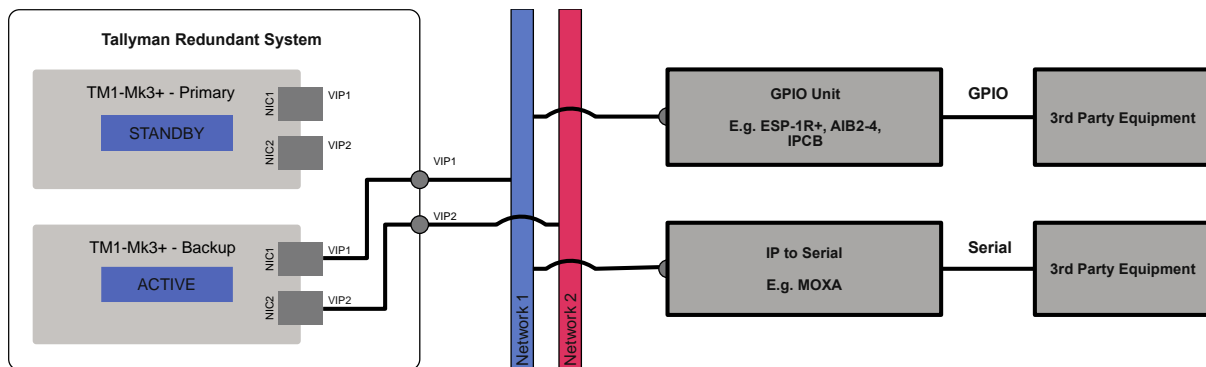 Tallyman Redundant System
TM1-Mk3+ - Primary
STANDBY
NIC1
VIP1
NIC2
VIP2
TM1-Mk3+ - Backup
ACTIVE
NIC1
VIP1
NIC2
VIP2
VIP1
VIP2
Network 1
Network 2
GPIO Unit
E.g. ESP-1R+, AIB2-4,
IPCB
GPIO
3rd Party Equipment
IP to Serial
E.g. MOXA
Serial
3rd Party Equipment